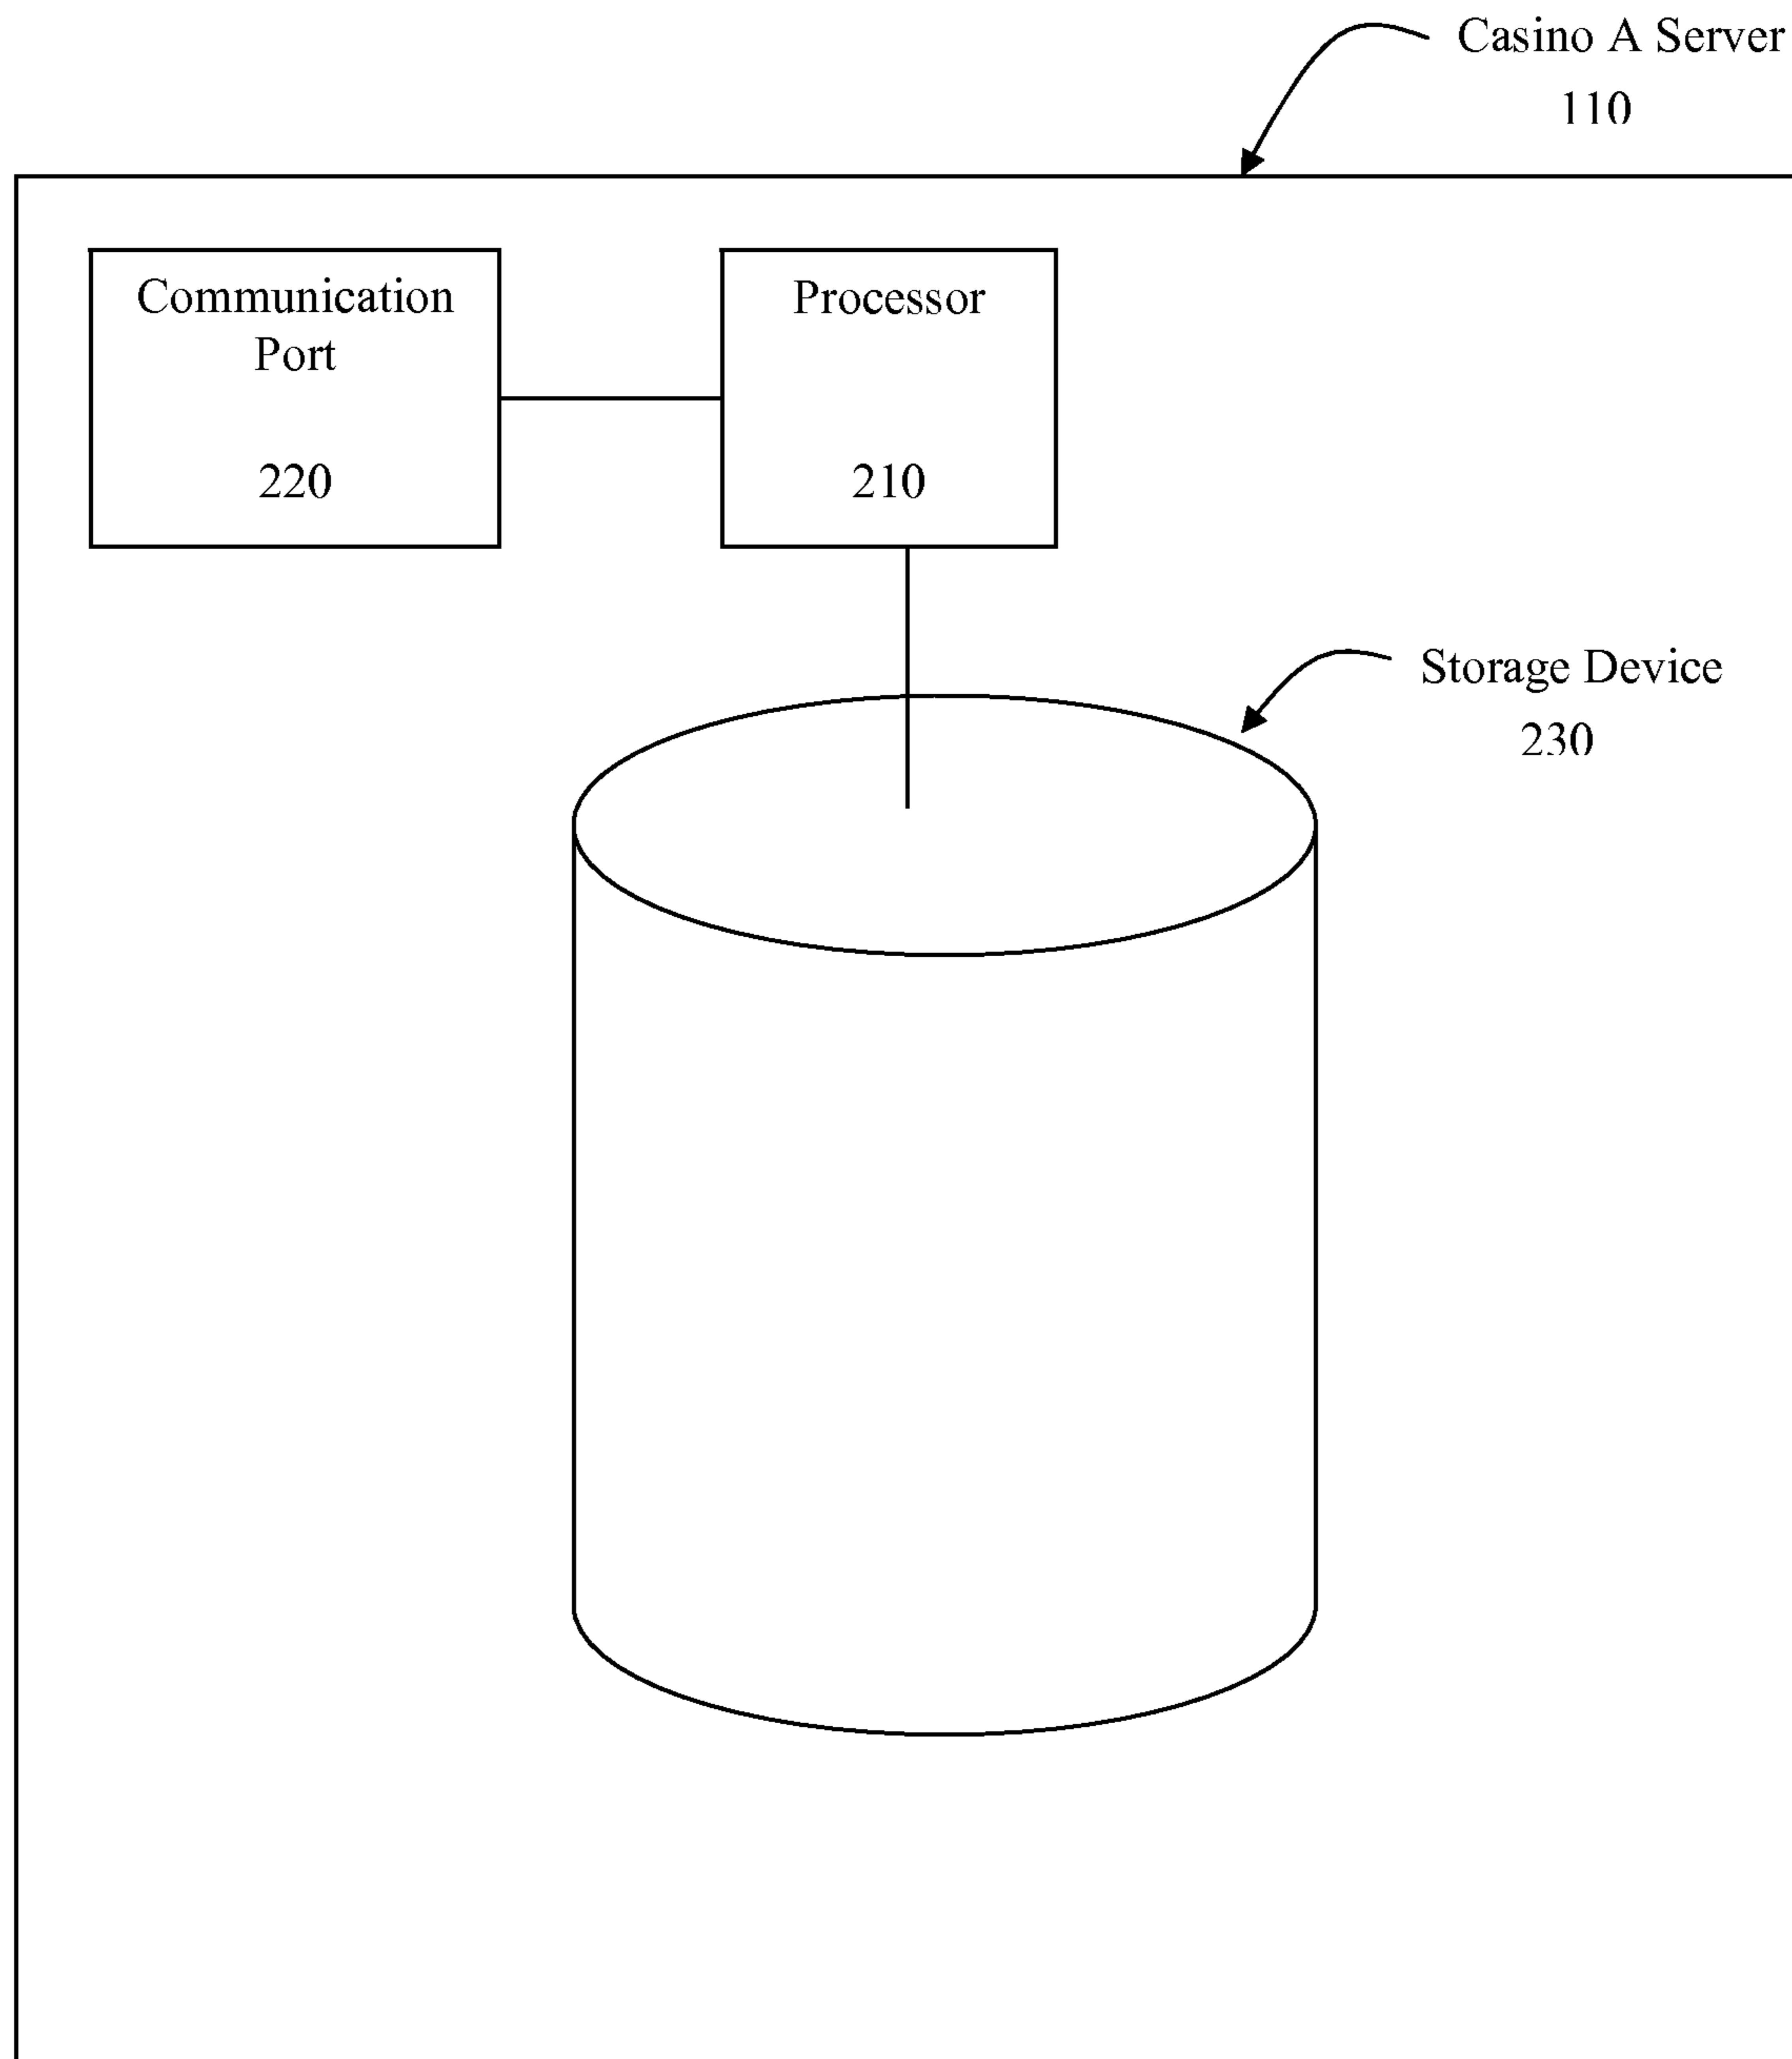 Casino A Server
110
Communication
Port
220
Processor
210
Storage Device
230